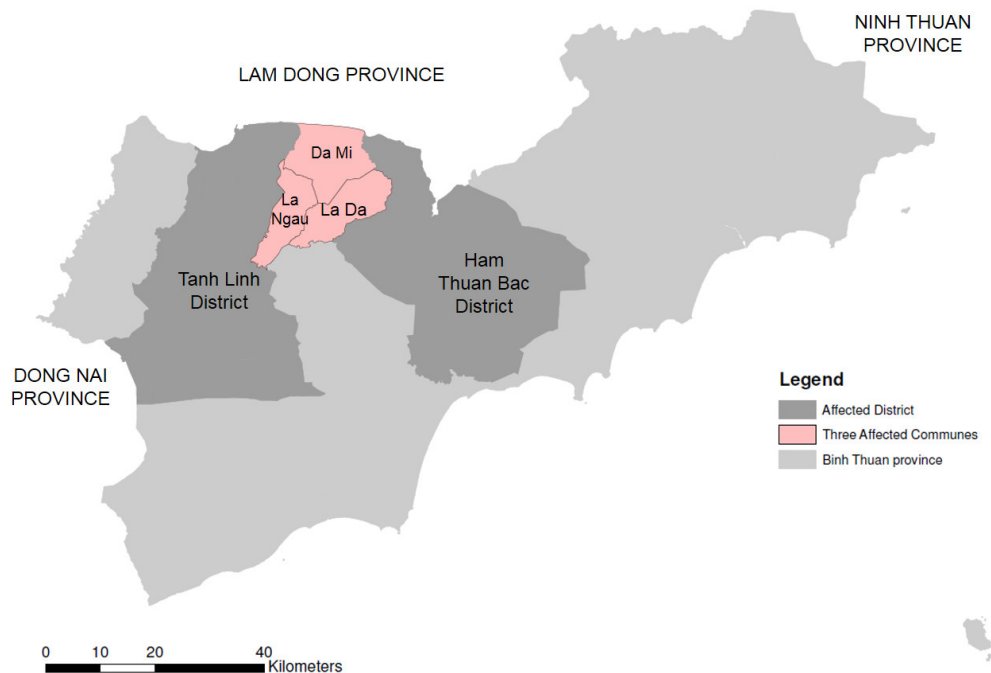 NINH THUAN
PROVINCE
LAM DONG PROVINCE
Da Mi
La
Ngau
La Da
Tanh Linh
District
Ham
Thuan Bac
District
DONG NAI
PROVINCE
Legend
Affected District
Three Affected Communes
Binh Thuan province
0 10 20 40
Kilometers